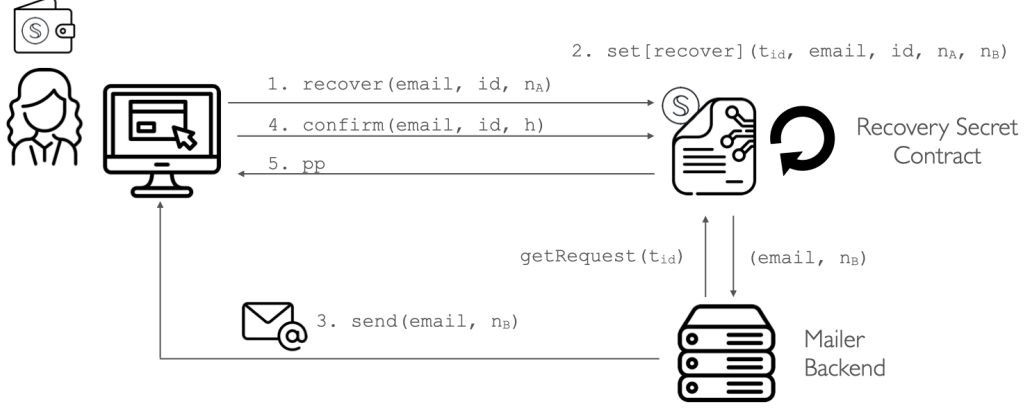 2. set[recover](tid, email, id, nA, nB)
1. recover(email, id, nA)
4. confirm(email, id, h)
5. pp
Recovery Secret
Contract
getRequest(tid)
(email, nB)
3. send(email, nB)
Mailer
Backend